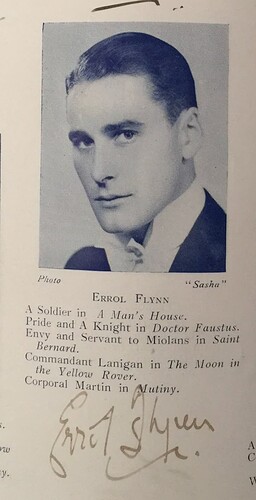 Photo "Sasha"
ERROL FLYNN
A Soldier in A Man's House.
Pride and A Knight in Doctor Faustus.
Envy and Servant to Miolans in Saint
Bernard.
Commandant Lanigan in The Moon in
the Yellow Rover.
Corporal Martin in Mutiny.
Errol Flynn